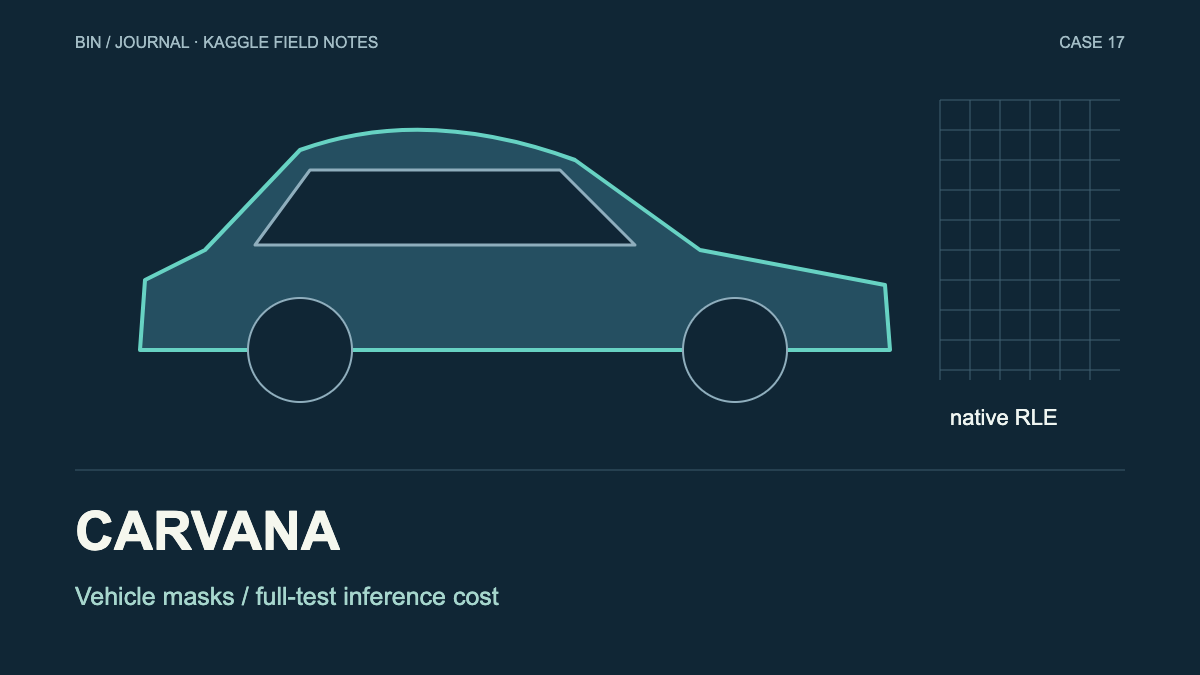 BIN / JOURNAL · KAGGLE FIELD NOTES
CASE 17
native RLE
CARVANA
Vehicle masks / full-test inference cost